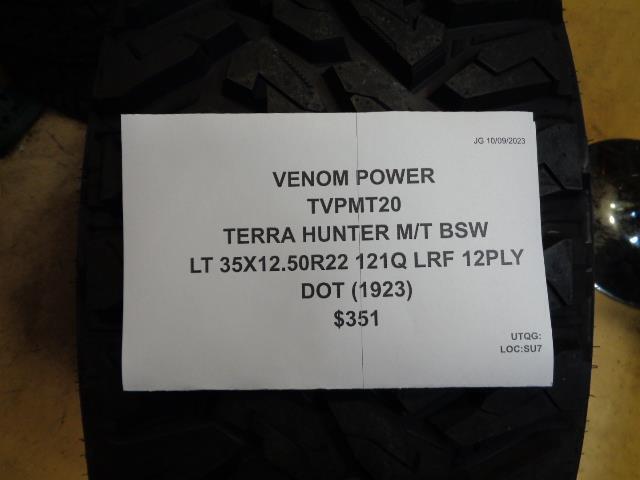 JG 10/09/2023
VENOM POWER
TVPMT20
TERRA HUNTER M/T BSW
LT 35X12.50R22 121Q LRF 12PLY
DOT (1923)
$351
UTQG:
LOC:SU7